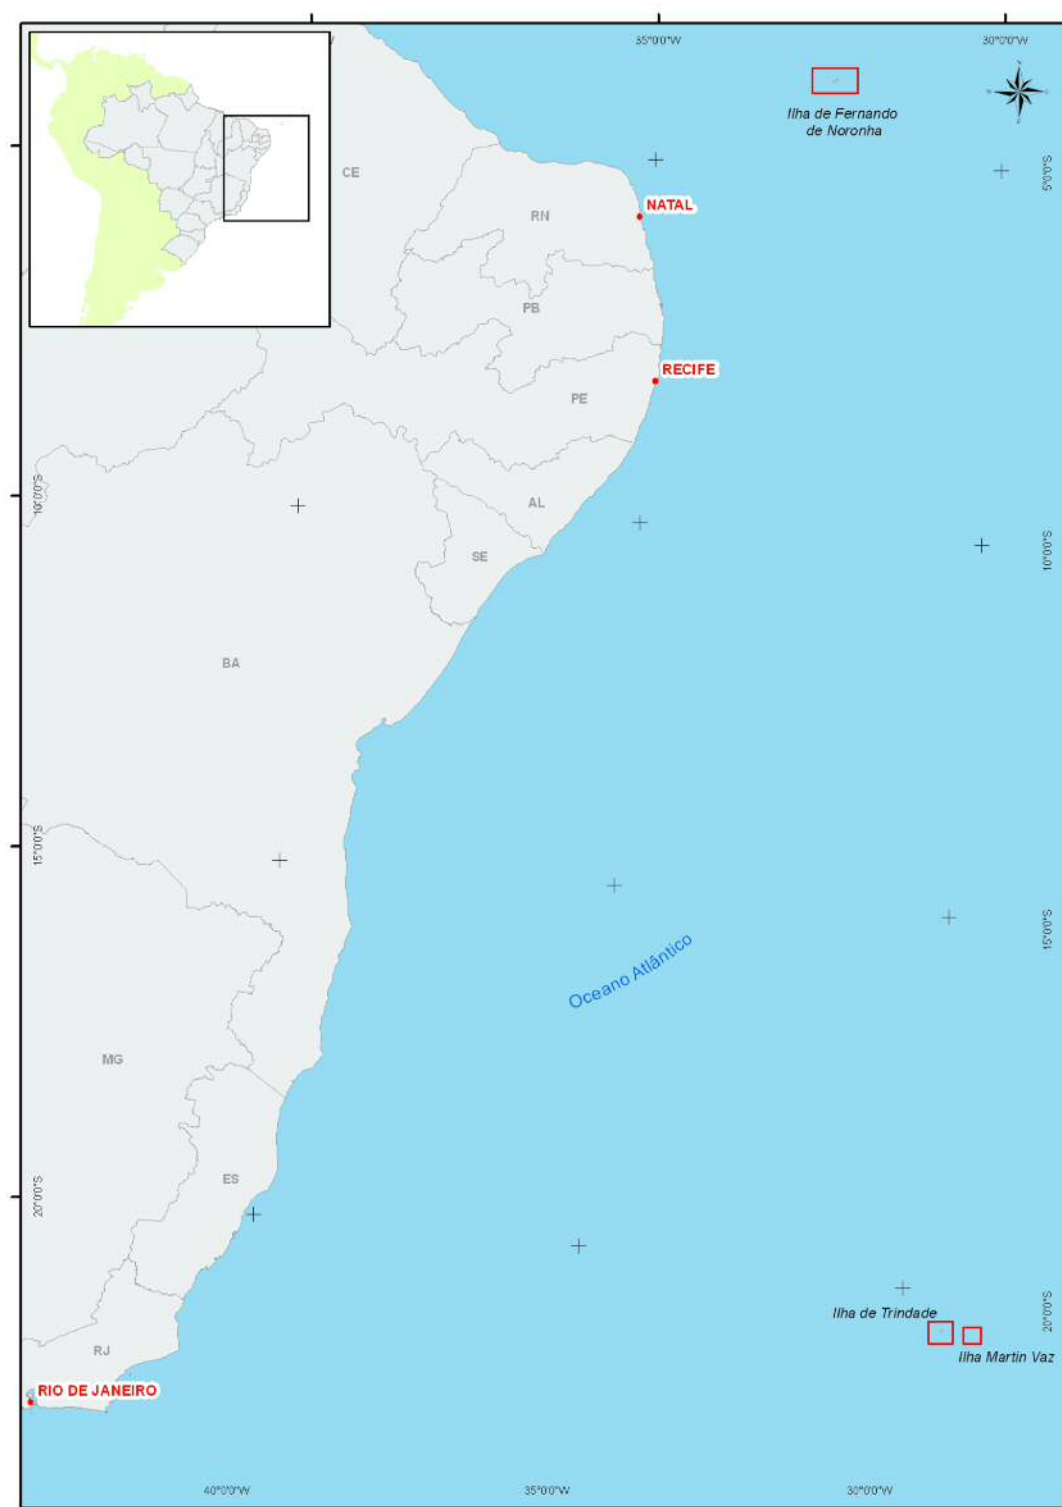 35°0'0"W
30°0'0"W
Ilha de Fernando
de Noronha
CE
5°0'0"S
NATAL
RN
PB
RECIFE
PE
10°0'0"S
AL
10°0'0"S
SE
BA
15°0'0"S
15°0'0"S
Oceano Atlântico
MG
ES
20°0'0"S
20°0'0"S
Ilha de Trindade
Ilha Martin Vaz
RJ
RIO DE JANEIRO
40°0'0"W
35°0'0"W
30°0'0"W